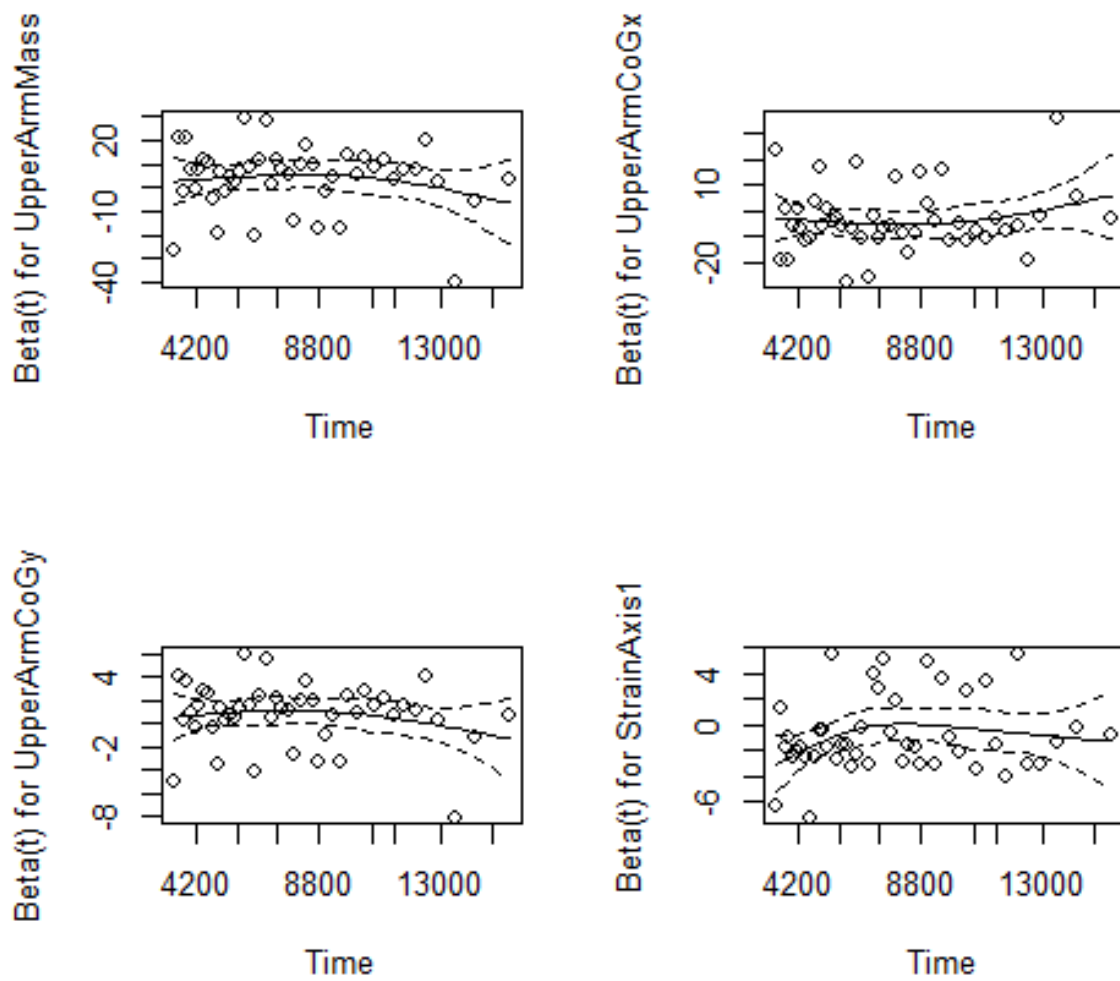 Beta(t) for UpperArmMass
20
-10
-40
4200 8800 13000
Time
Beta(t) for UpperArmCoGx
10
-20
4200 8800 13000
Time
Beta(t) for UpperArmCoGy
4
-2
-8
4200 8800 13000
Time
Beta(t) for StrainAxis1
4
0
-6
4200 8800 13000
Time